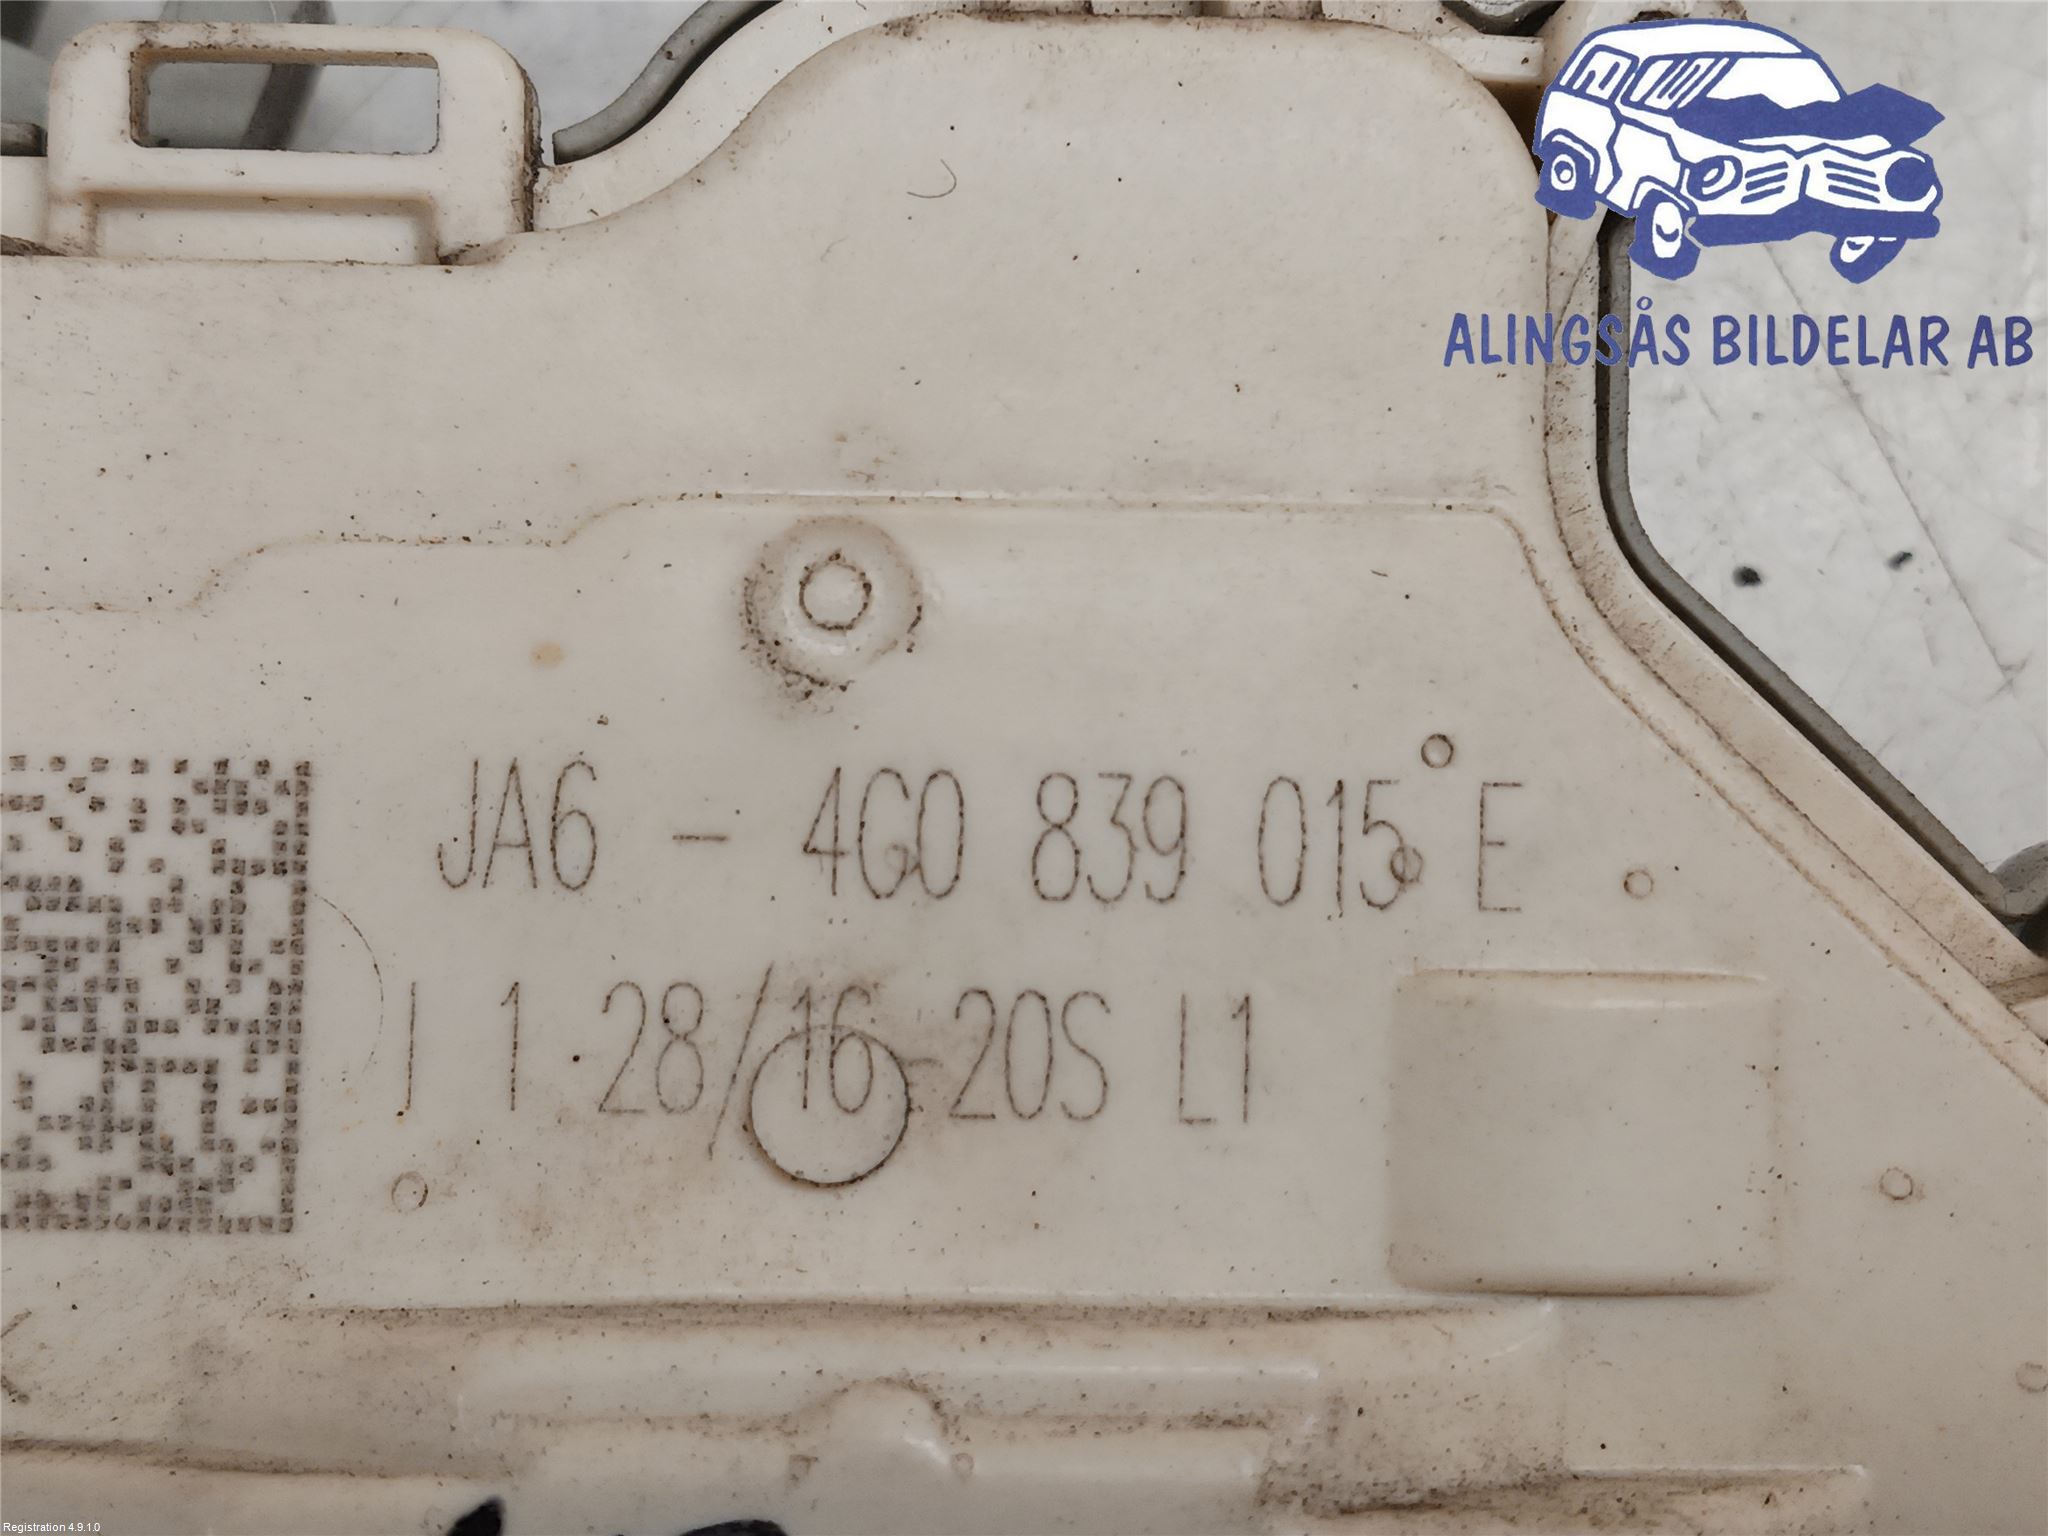 ALINGSÅS BILDELAR AB
JA6 - 4G0 839 015 E
I 1 28/16-20S L1
Registration 4.9.1.0